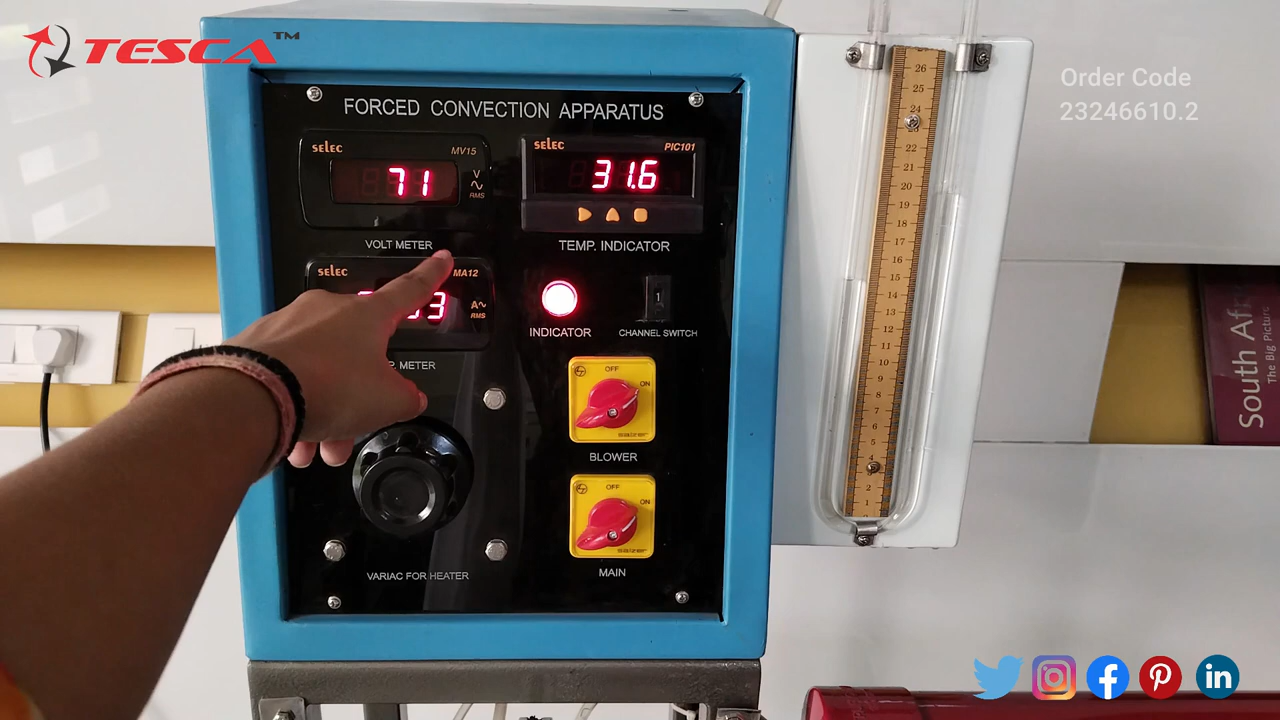 TESCA™
Order Code
23246610.2
FORCED CONVECTION APPARATUS
selec
MV15
71
V
RMS
VOLT METER
selec
PIC101
31.6
TEMP. INDICATOR
selec
MA12
A
RMS
METER
INDICATOR
1
CHANNEL SWITCH
OFF
ON
BLOWER
OFF
ON
MAIN
VARIAC FOR HEATER
26
25
24
23
22
21
20
19
18
17
16
15
14
13
12
11
10
9
8
7
6
5
4
2
1
South Afr
The Big Picture
in